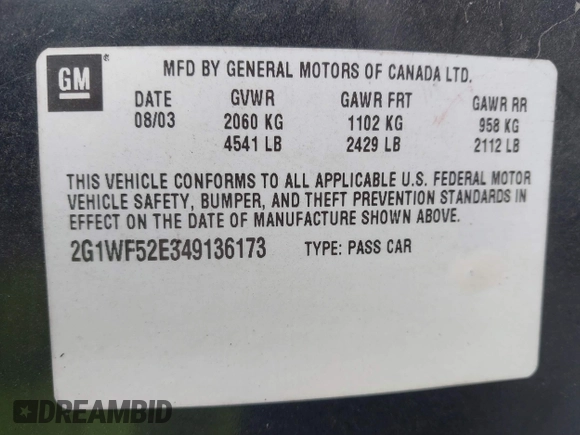 GM
MFD BY GENERAL MOTORS OF CANADA LTD.
DATE GVWR GAWR FRT GAWR RR
08/03 2060 KG 1102 KG 958 KG
4541 LB 2429 LB 2112 LB
THIS VEHICLE CONFORMS TO ALL APPLICABLE U.S. FEDERAL MOTOR
VEHICLE SAFETY, BUMPER, AND THEFT PREVENTION STANDARDS IN
EFFECT ON THE DATE OF MANUFACTURE SHOWN ABOVE.
2G1WF52E349136173 TYPE: PASS CAR
DREAMBID